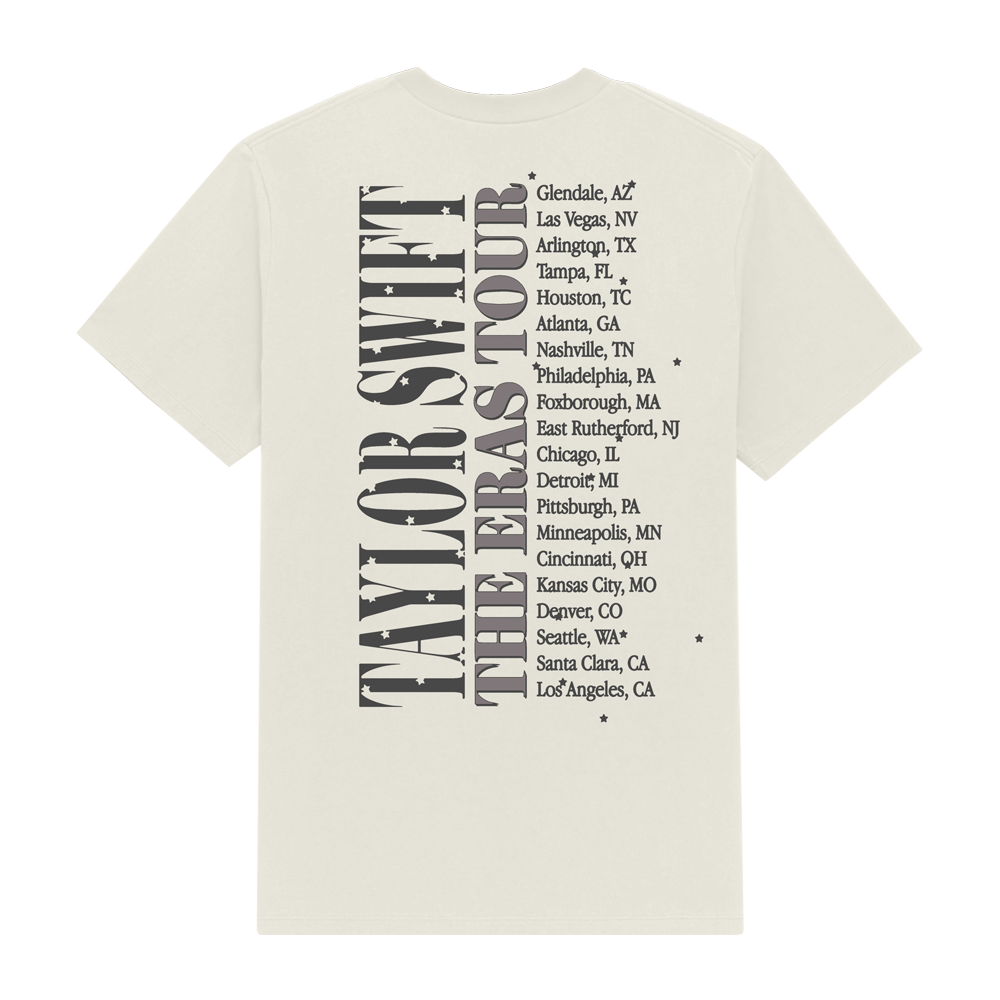 TAYLOR SWIFT
THE ERAS TOUR
Glendale, AZ
Las Vegas, NV
Arlington, TX
Tampa, FL
Houston, TC
Atlanta, GA
Nashville, TN
Philadelphia, PA
Foxborough, MA
East Rutherford, NJ
Chicago, IL
Detroit, MI
Pittsburgh, PA
Minneapolis, MN
Cincinnati, OH
Kansas City, MO
Denver, CO
Seattle, WA
Santa Clara, CA
Los Angeles, CA